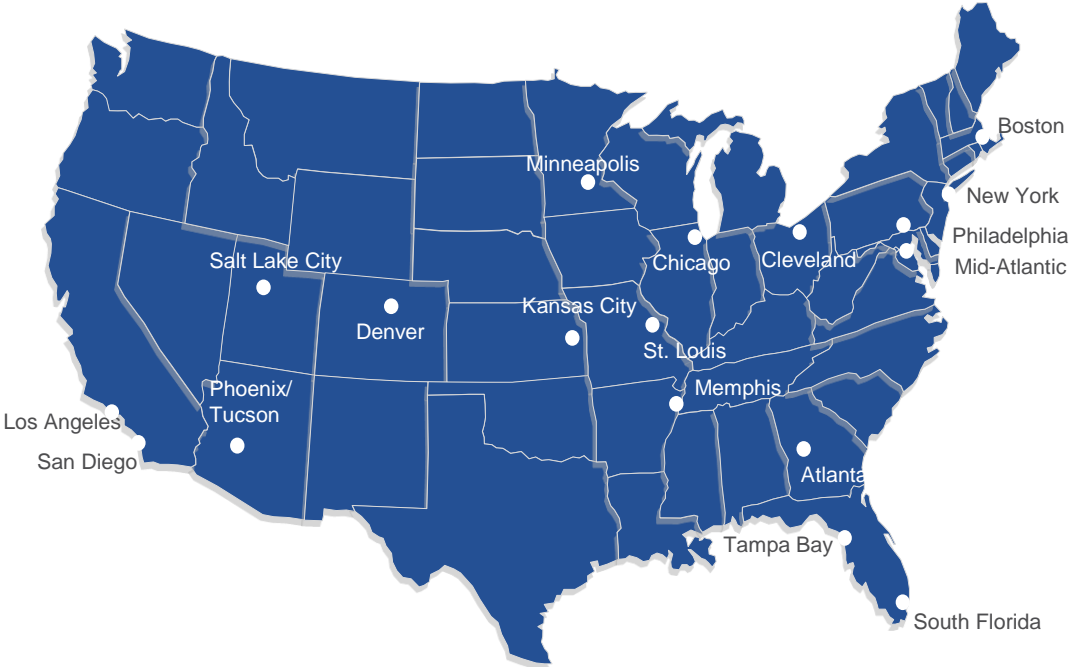 Boston
Minneapolis
New York
Philadelphia
Salt Lake City
Chicago
Cleveland
Mid-Atlantic
Kansas City
Denver
St. Louis
Phoenix/
Tucson
Memphis
Los Angeles
San Diego
Atlanta
Tampa Bay
South Florida